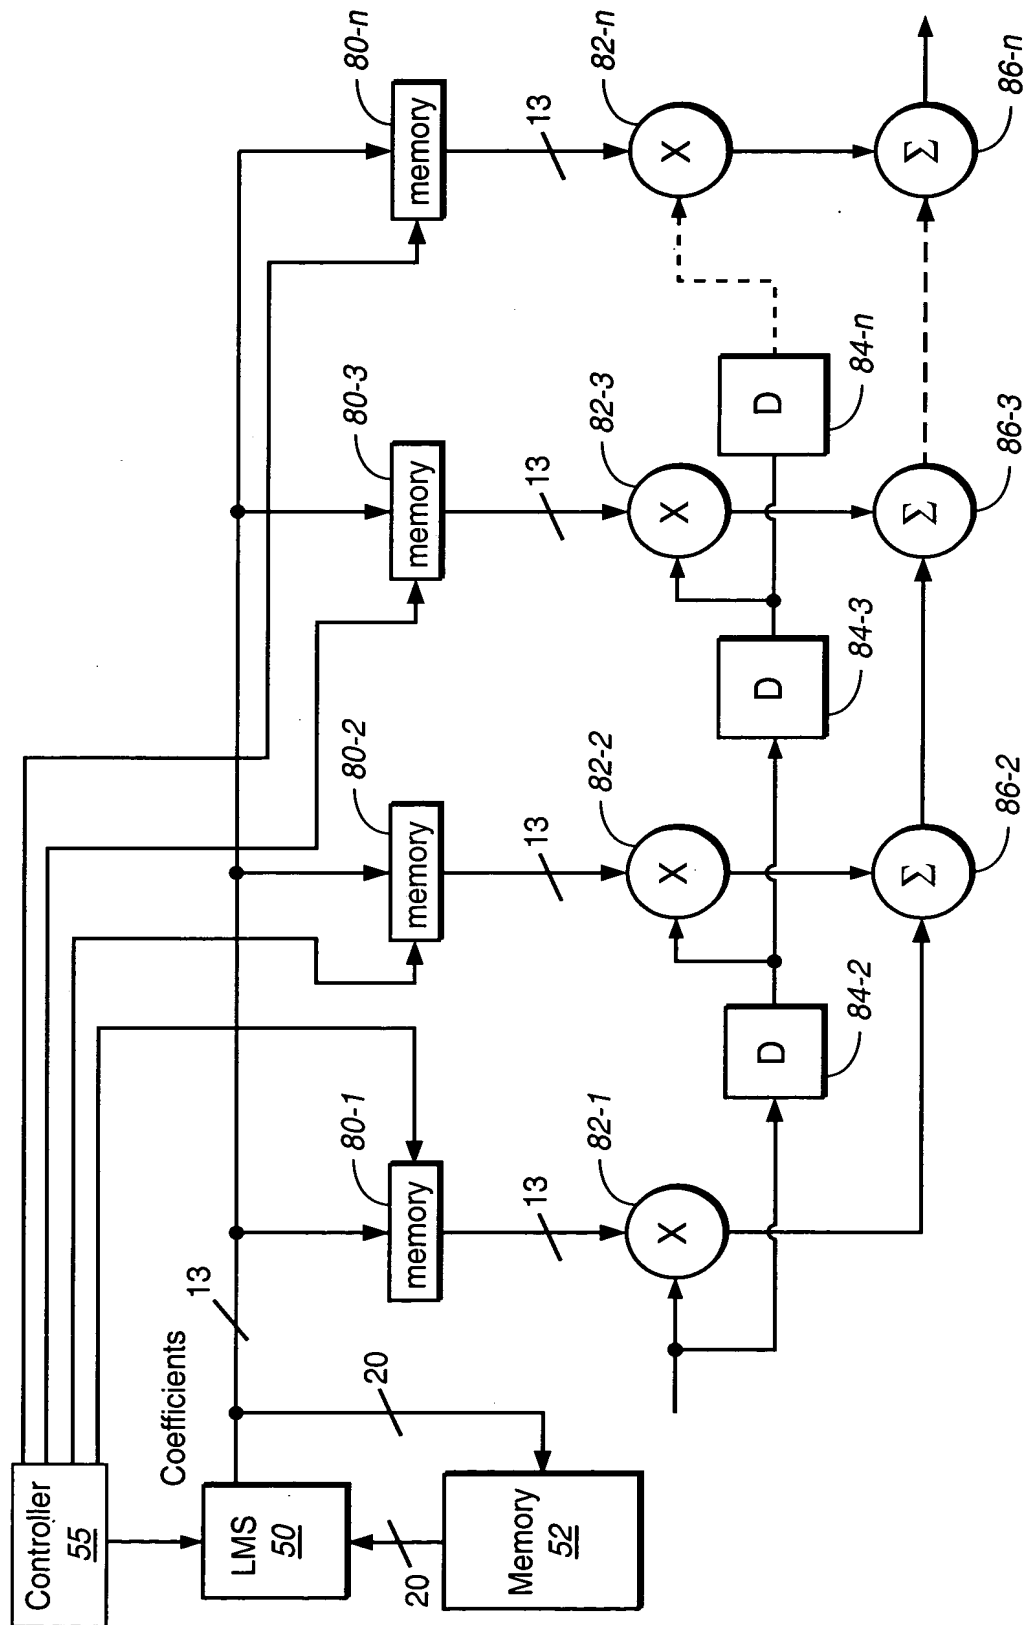 Controller
55
LMS
50
Memory
52
Coefficients
13
20
20
memory
80-1
memory
80-2
memory
80-3
memory
80-n
13
13
13
13
X
82-1
X
82-2
X
82-3
X
82-n
D
84-2
D
84-3
D
84-n
Σ
86-2
Σ
86-3
Σ
86-n